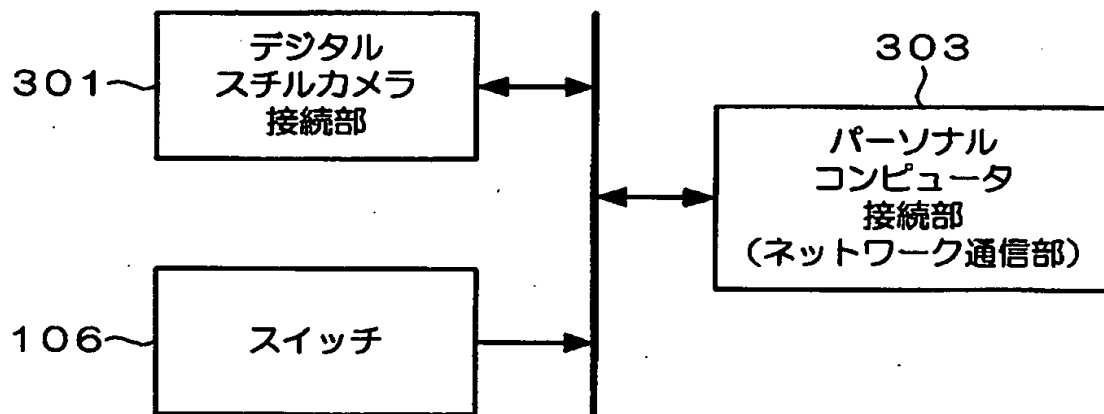 301
デジタル
スチルカメラ
接続部
303
パーソナル
コンピュータ
接続部
(ネットワーク通信部)
106
スイッチ